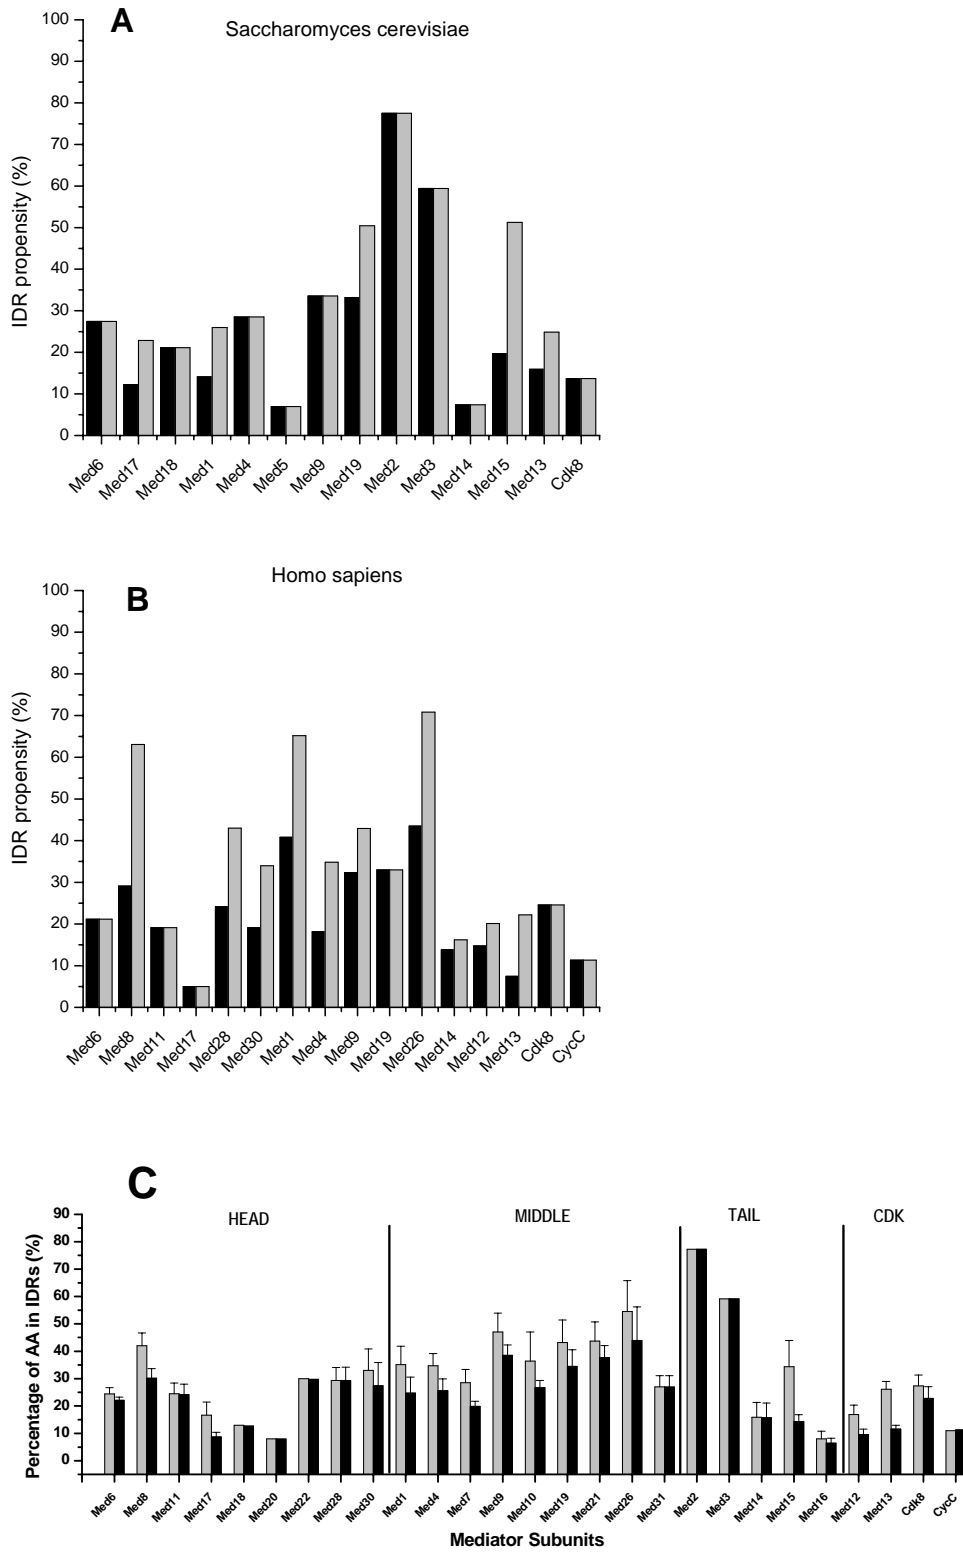 A
Saccharomyces cerevisiae
IDR propensity (%)
100
90
80
70
60
50
40
30
20
10
0
Med6 Med17 Med18 Med1 Med4 Med5 Med9 Med19 Med2 Med3 Med14 Med15 Med13 Cdk8
Homo sapiens
B
IDR propensity (%)
100
90
80
70
60
50
40
30
20
10
0
Med6 Med8 Med11 Med17 Med28 Med30 Med1 Med4 Med9 Med19 Med26 Med14 Med12 Med13 Cdk8 CycC
C
HEAD MIDDLE TAIL CDK
Percentage of AA in IDRs (%)
90
80
70
60
50
40
30
20
10
0
Med6 Med8 Med11 Med17 Med18 Med20 Med22 Med28 Med30 Med1 Med4 Med7 Med9 Med10 Med19 Med21 Med26 Med31 Med2 Med3 Med14 Med15 Med16 Med12 Med13 Cdk8 CycC
Mediator Subunits